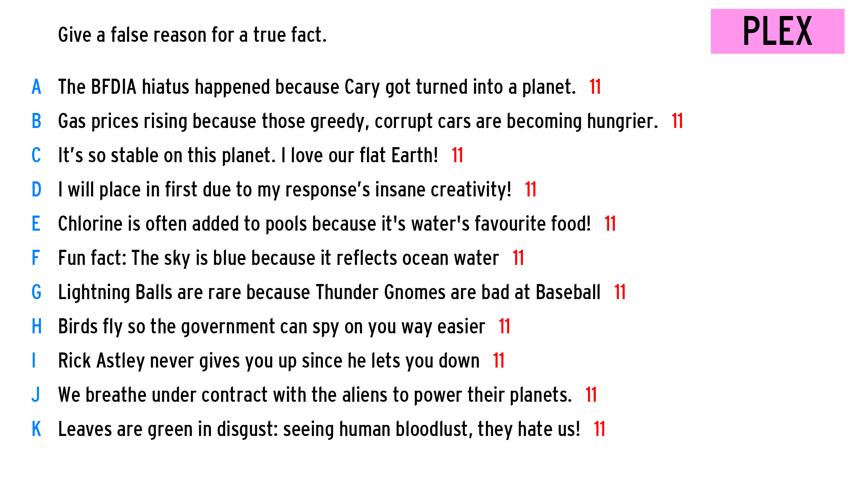 Give a false reason for a true fact.
PLEX
A The BFDIA hiatus happened because Cary got turned into a planet. 11
B Gas prices rising because those greedy, corrupt cars are becoming hungrier. 11
C It's so stable on this planet. I love our flat Earth! 11
D I will place in first due to my response's insane creativity! 11
E Chlorine is often added to pools because it's water's favourite food! 11
F Fun fact: The sky is blue because it reflects ocean water 11
G Lightning Balls are rare because Thunder Gnomes are bad at Baseball 11
H Birds fly so the government can spy on you way easier 11
I Rick Astley never gives you up since he lets you down 11
J We breathe under contract with the aliens to power their planets. 11
K Leaves are green in disgust: seeing human bloodlust, they hate us! 11